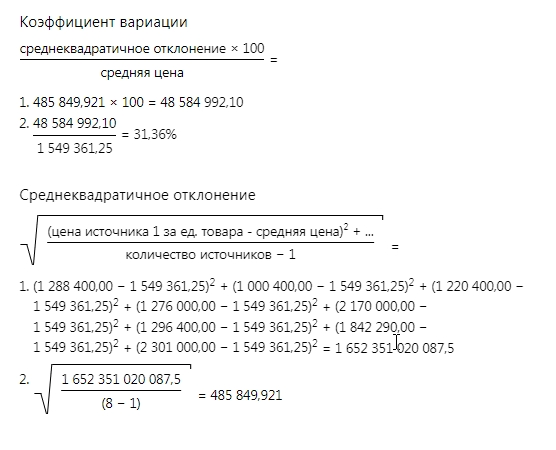 Коэффициент вариации
среднеквадратичное отклонение × 100
=
средняя цена
1. 485 849,921 × 100 = 48 584 992,10
2. 48 584 992,10
= 31,36%
1 549 361,25
Среднеквадратичное отклонение
√
(цена источника 1 за ед. товара - средняя цена)² + ...
=
количество источников − 1
1. (1 288 400,00 − 1 549 361,25)² + (1 000 400,00 − 1 549 361,25)² + (1 220 400,00 −
1 549 361,25)² + (1 276 000,00 − 1 549 361,25)² + (2 170 000,00 −
1 549 361,25)² + (1 296 400,00 − 1 549 361,25)² + (1 842 290,00 −
1 549 361,25)² + (2 301 000,00 − 1 549 361,25)² = 1 652 351 020 087,5
2. √
1 652 351 020 087,5
= 485 849,921
(8 − 1)